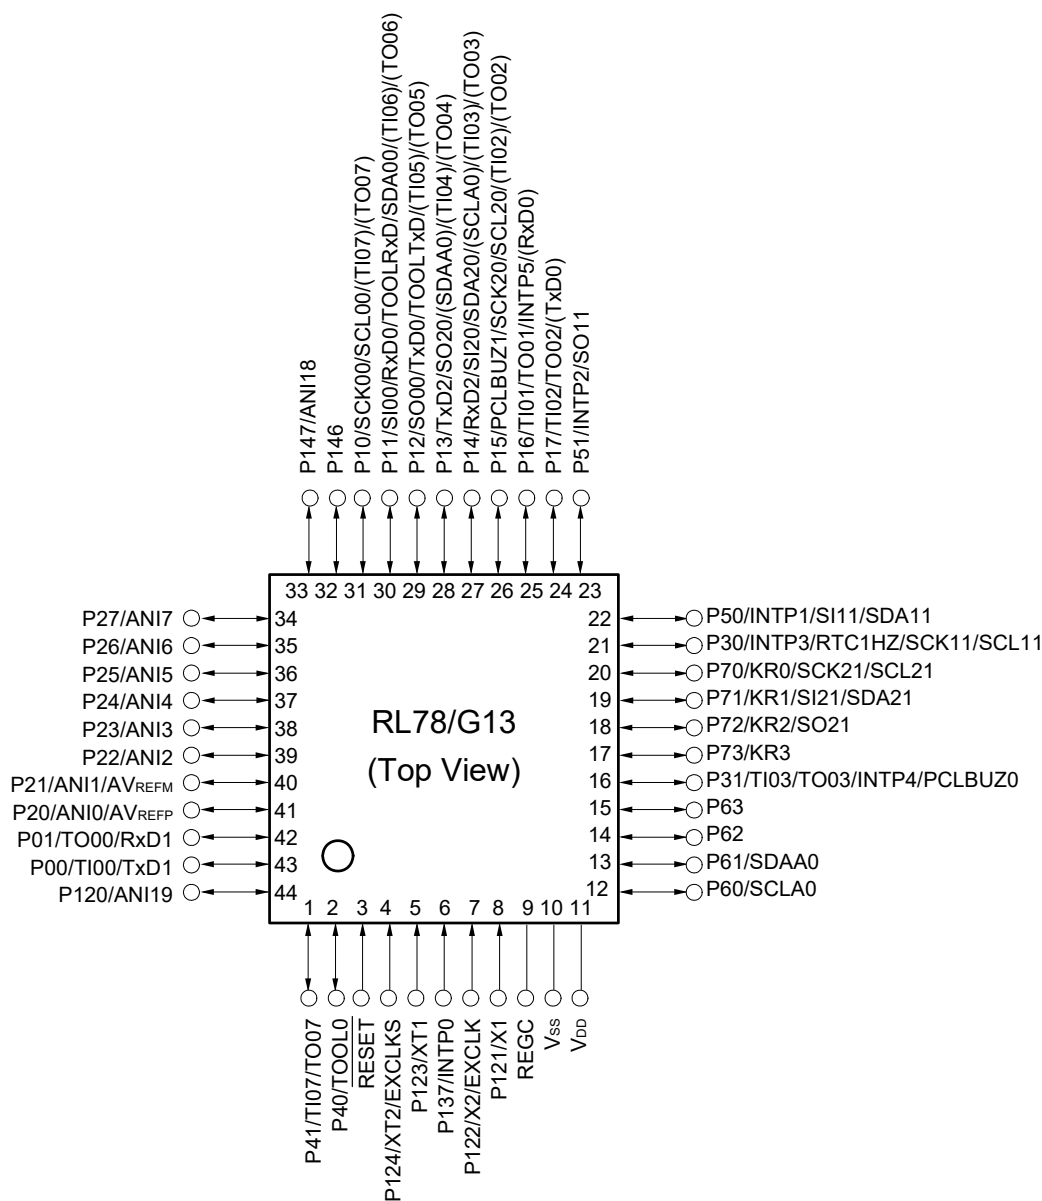 P147/ANI18
P146
P10/SCK00/SCL00/(TI07)/(TO07)
P11/SI00/RxD0/TOOLRxD/SDA00/(TI06)/(TO06)
P12/SO00/TxD0/TOOLTxD/(TI05)/(TO05)
P13/TxD2/SO20/(SDAA0)/(TI04)/(TO04)
P14/RxD2/SI20/SDA20/(SCLA0)/(TI03)/(TO03)
P15/PCLBUZ1/SCK20/SCL20/(TI02)/(TO02)
P16/TI01/TO01/INTP5/(RxD0)
P17/TI02/TO02/(TxD0)
P51/INTP2/SO11
33 32 31 30 29 28 27 26 25 24 23
P27/ANI7 34
P26/ANI6 35
P25/ANI5 36
P24/ANI4 37
P23/ANI3 38
P22/ANI2 39
P21/ANI1/AVREFM 40
P20/ANI0/AVREFP 41
P01/TO00/RxD1 42
P00/TI00/TxD1 43
P120/ANI19 44
RL78/G13
(Top View)
22 P50/INTP1/SI11/SDA11
21 P30/INTP3/RTC1HZ/SCK11/SCL11
20 P70/KR0/SCK21/SCL21
19 P71/KR1/SI21/SDA21
18 P72/KR2/SO21
17 P73/KR3
16 P31/TI03/TO03/INTP4/PCLBUZ0
15 P63
14 P62
13 P61/SDAA0
12 P60/SCLA0
1 2 3 4 5 6 7 8 9 10 11
P41/TI07/TO07
P40/TOOL0
RESET
P124/XT2/EXCLKS
P123/XT1
P137/INTP0
P122/X2/EXCLK
P121/X1
REGC
VSS
VDD